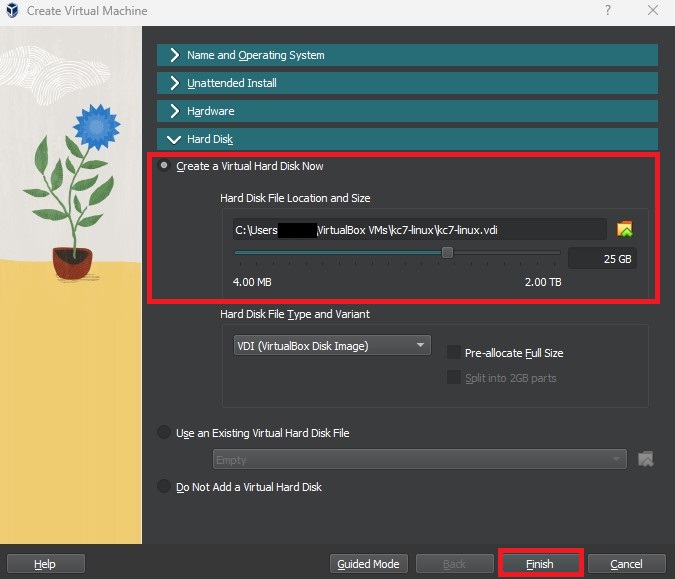 Create Virtual Machine
Name and Operating System
Unattended Install
Hardware
Hard Disk
Create a Virtual Hard Disk Now
Hard Disk File Location and Size
C:\Users \VirtualBox VMs\kc7-linux\kc7-linux.vdi
25 GB
4.00 MB 2.00 TB
Hard Disk File Type and Variant
VDI (VirtualBox Disk Image)
Pre-allocate Full Size
Split into 2GB parts
Use an Existing Virtual Hard Disk File
Empty
Do Not Add a Virtual Hard Disk
Help Guided Mode Back Finish Cancel